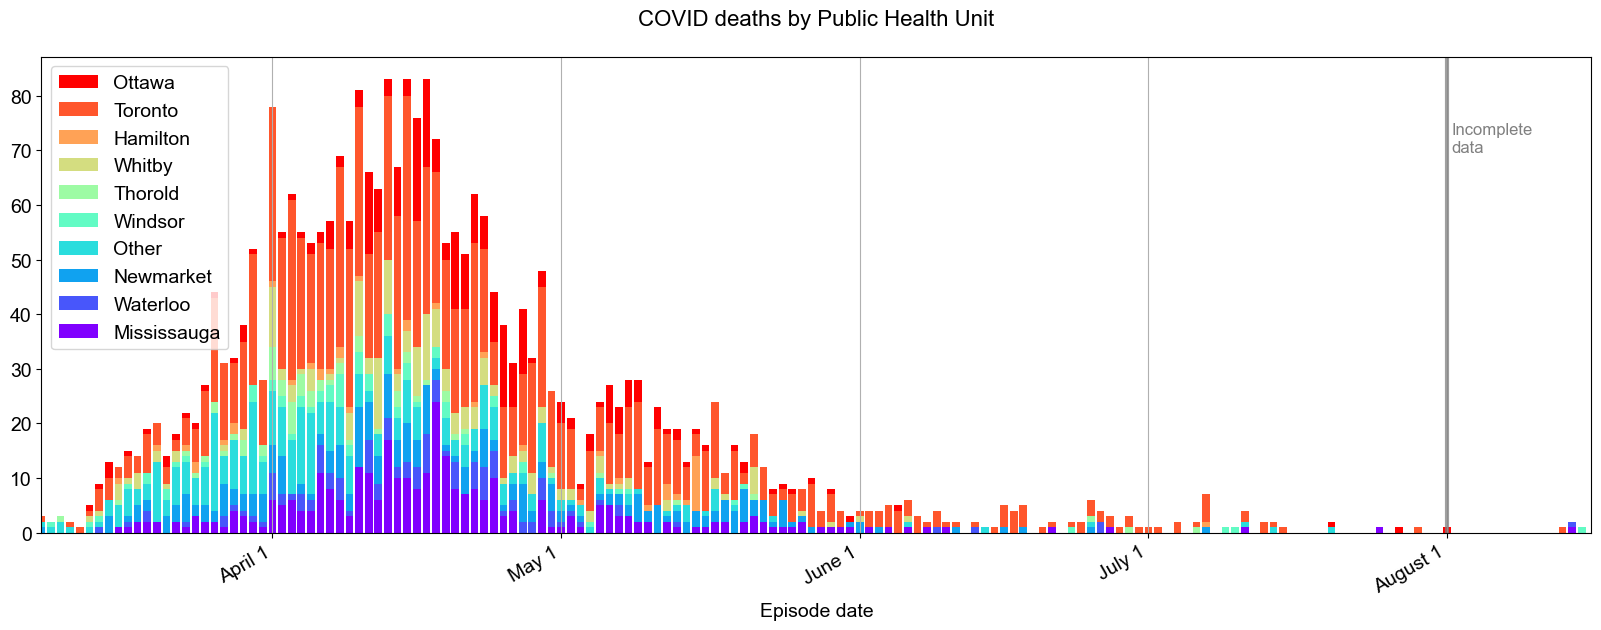 COVID deaths by Public Health Unit
Ottawa
Toronto
Hamilton
Whitby
Thorold
Windsor
Other
Newmarket
Waterloo
Mississauga
Incomplete
data
80
70
60
50
40
30
20
10
0
April 1
May 1
June 1
July 1
August 1
Episode date